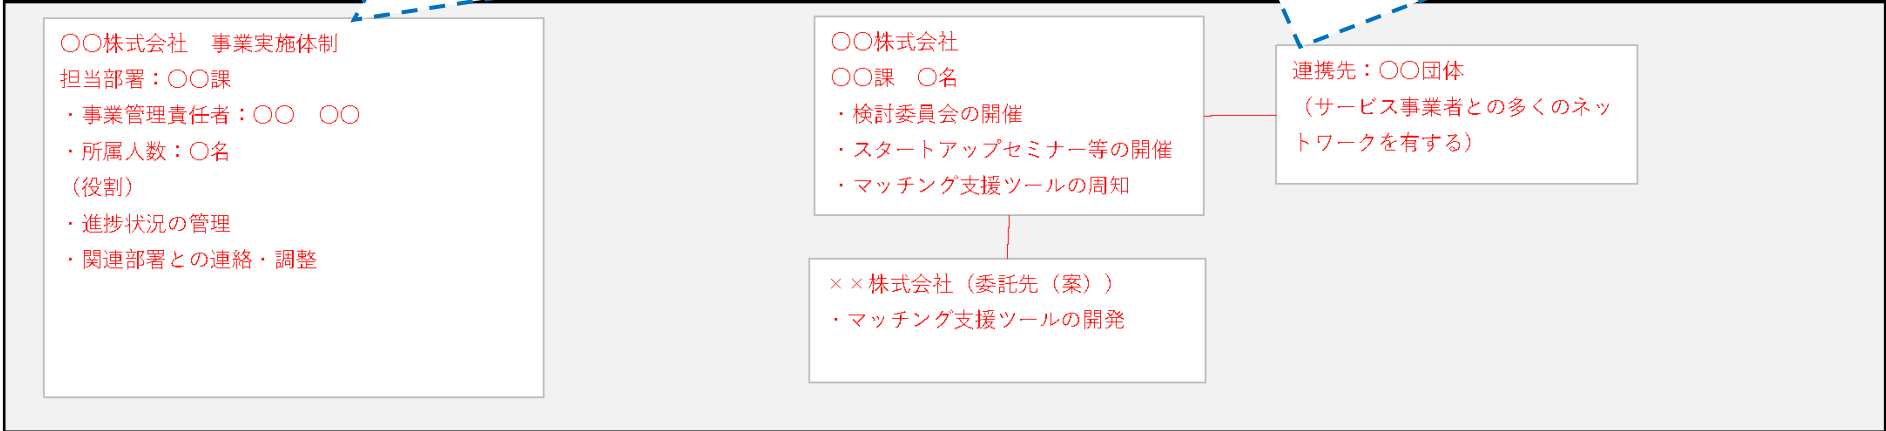 〇〇株式会社　事業実施体制
担当部署：〇〇課
・事業管理責任者：〇〇　〇〇
・所属人数：〇名
（役割）
・進捗状況の管理
・関連部署との連絡・調整
〇〇株式会社
〇〇課　〇名
・検討委員会の開催
・スタートアップセミナー等の開催
・マッチング支援ツールの周知
連携先：〇〇団体
（サービス事業者との多くのネッ
トワークを有する）
××株式会社（委託先（案））
・マッチング支援ツールの開発